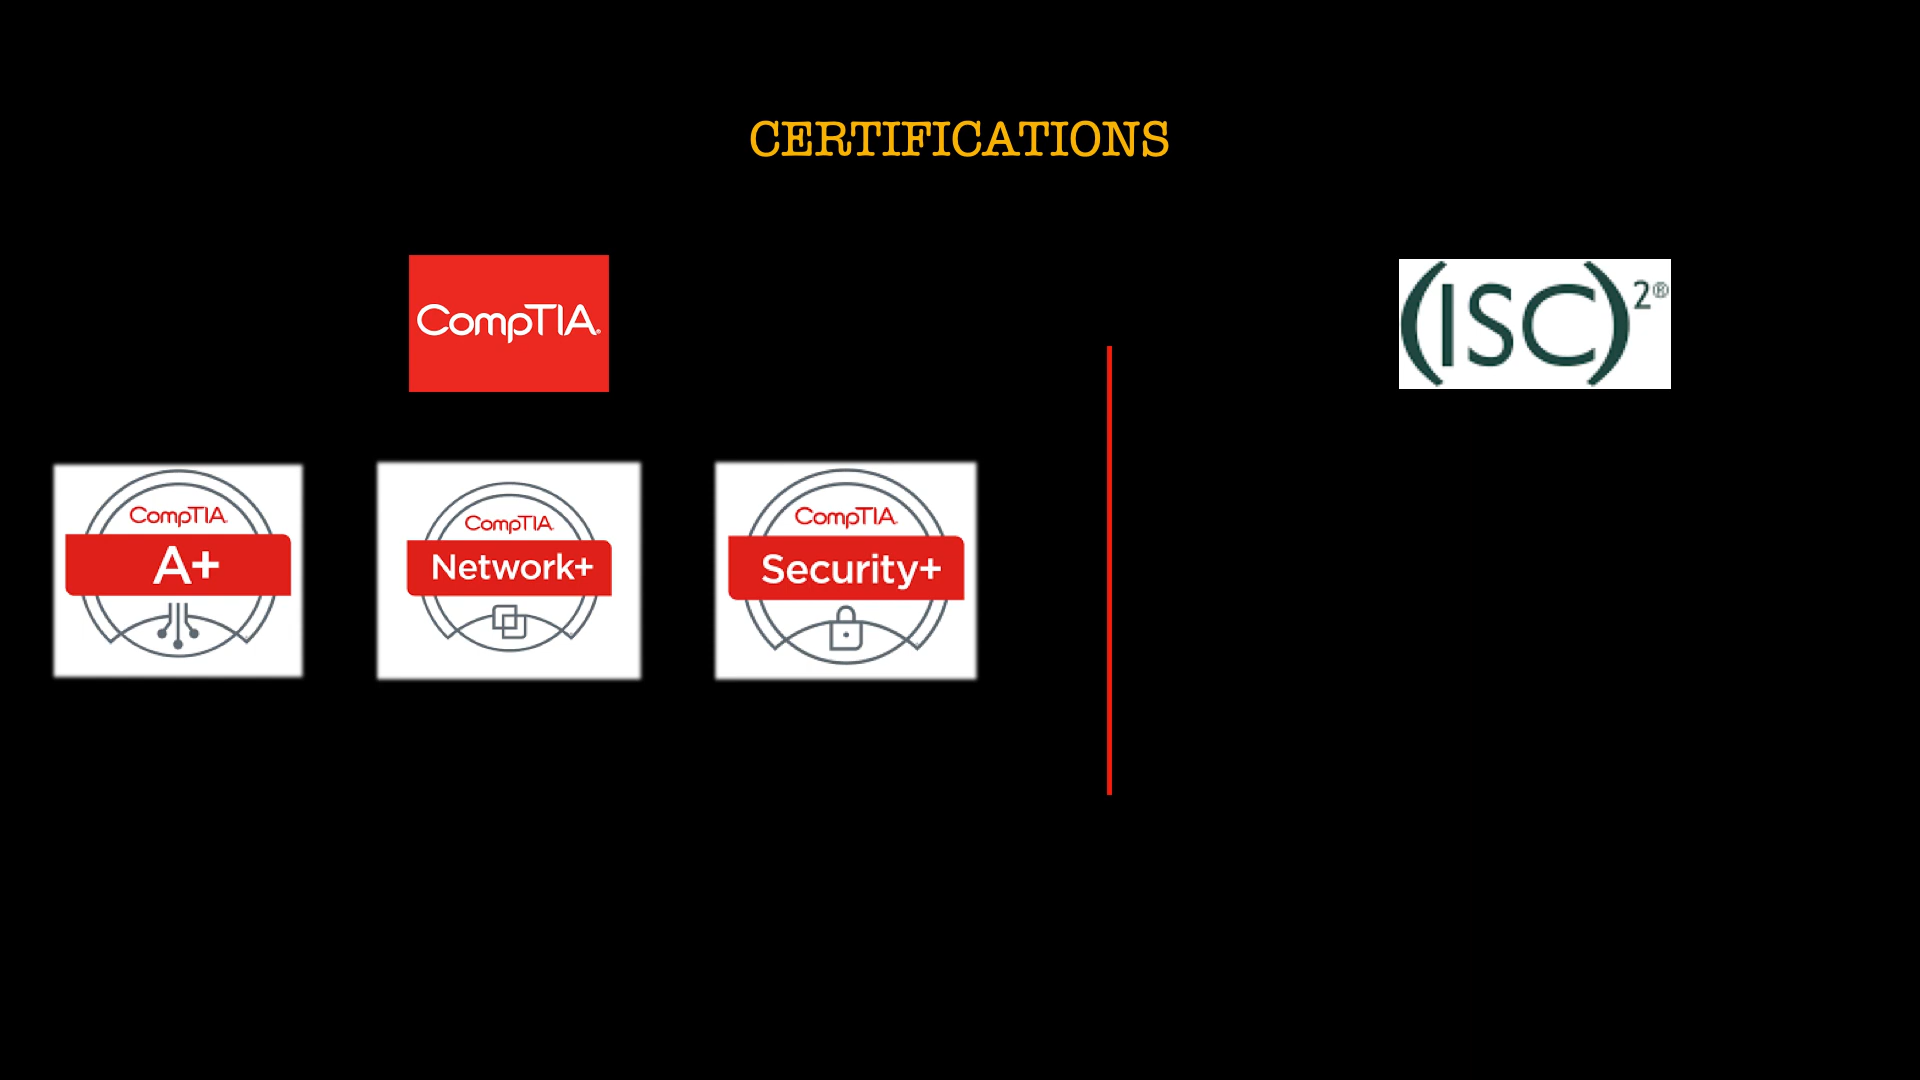 CERTIFICATIONS
CompTIA.
(ISC)²®
CompTIA.
A+
CompTIA.
Network+
CompTIA.
Security+